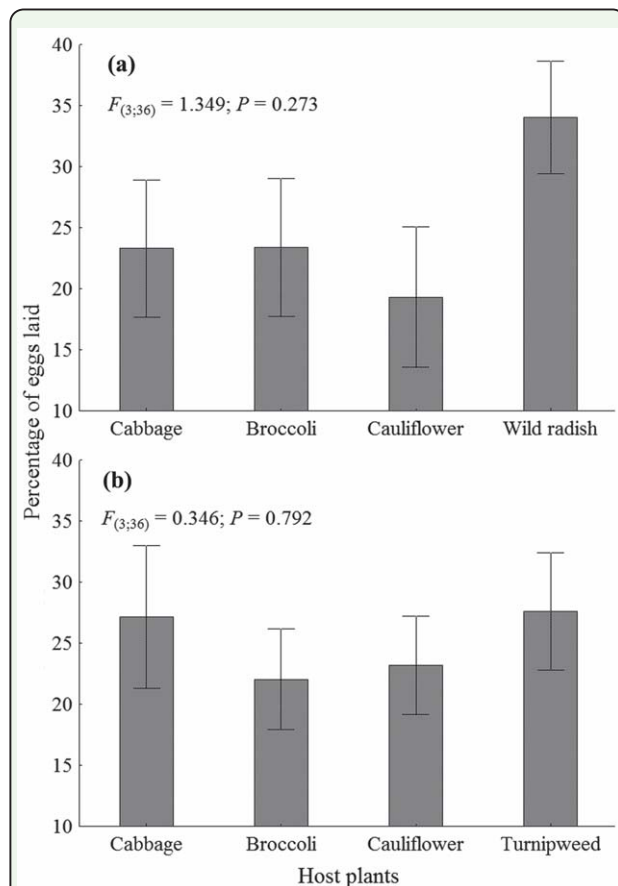 (a)
F(3;36) = 1.349; P = 0.273
40
35
30
25
20
15
10
Cabbage Broccoli Cauliflower Wild radish
Percentage of eggs laid
(b)
F(3;36) = 0.346; P = 0.792
40
35
30
25
20
15
10
Cabbage Broccoli Cauliflower Turnipweed
Host plants